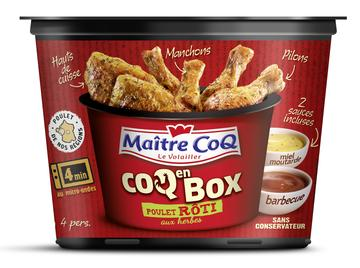 Hauts
de
cuisse
Manchons
Pilons
2
sauces
incluses
POULET
DE NOS RÉGIONS
4 min
au micro-ondes
4 pers.
Maître CoQ
Le Volailler
COQ en BOX
POULET RÔTI
aux herbes
miel
moutarde
barbecue
SANS
CONSERVATEUR